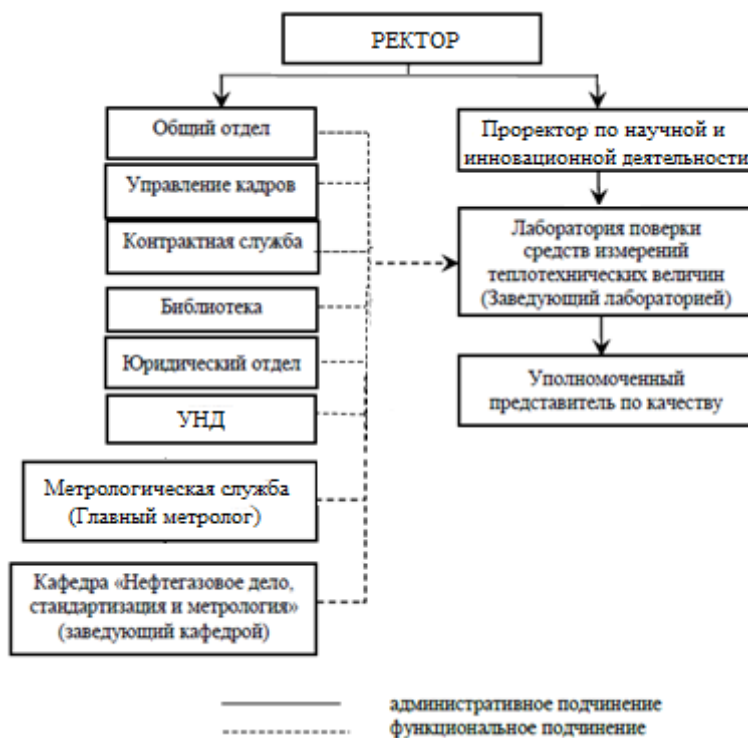 РЕКТОР
Общий отдел
Управление кадров
Контрактная служба
Библиотека
Юридический отдел
УНД
Метрологическая служба
(Главный метролог)
Кафедра «Нефтегазовое дело,
стандартизация и метрология»
(заведующий кафедрой)
Проректор по научной и
инновационной деятельности
Лаборатория поверки
средств измерений
теплотехнических величин
(Заведующий лабораторией)
Уполномоченный
представитель по качеству
административное подчинение
функциональное подчинение